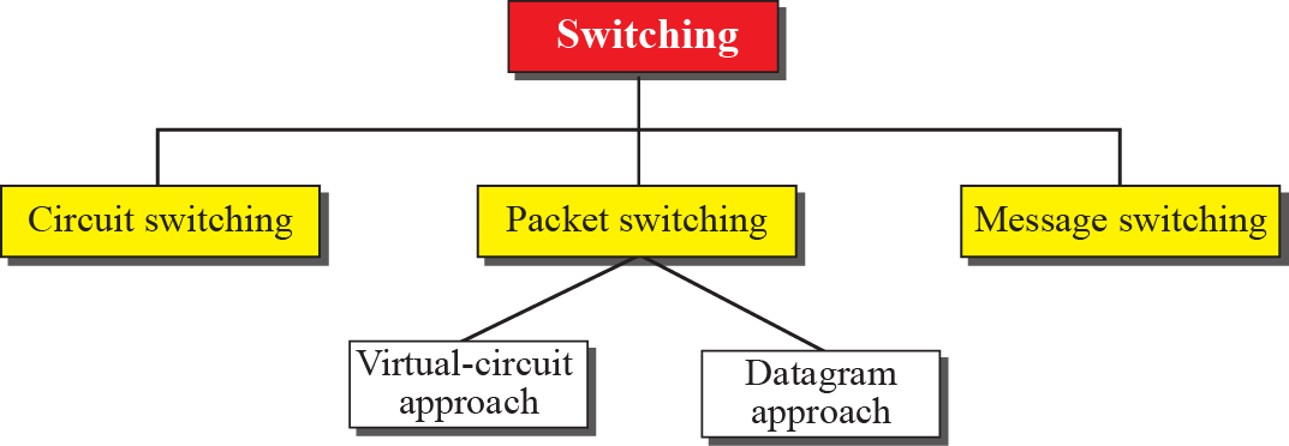 Switching
Circuit switching
Packet switching
Message switching
Virtual-circuit
approach
Datagram
approach